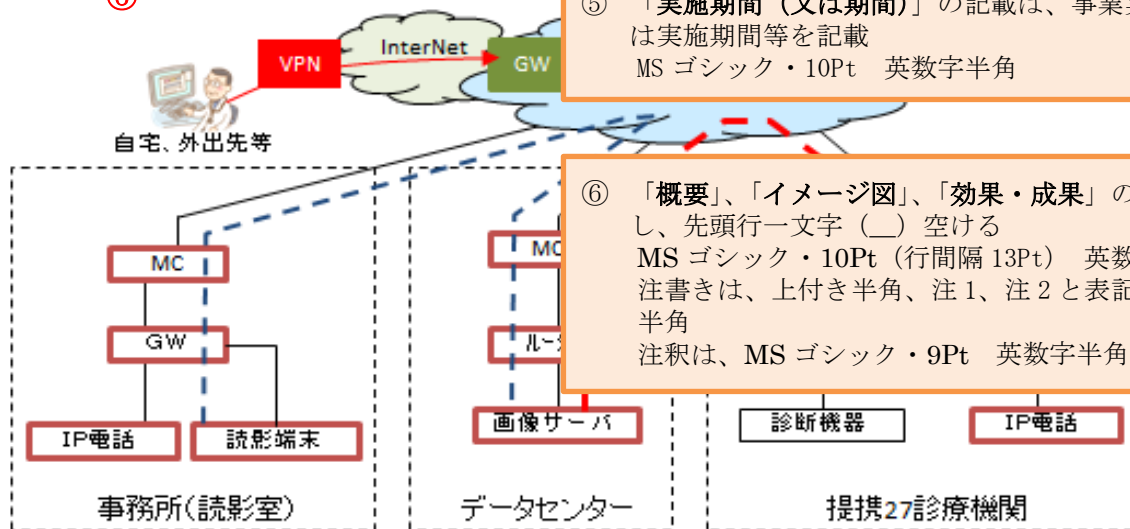 ⑥
⑤ 「実施期間（又は期間）」の記載は、事業実
は実施期間等を記載
MS ゴシック・10Pt 英数字半角
InterNet
VPN
GW
自宅、外出先等
⑥ 「概要」、「イメージ図」、「効果・成果」の
し、先頭行一文字（＿）空ける
MS ゴシック・10Pt（行間隔 13Pt） 英数
注書きは、上付き半角、注 1、注 2 と表記
半角
注釈は、MS ゴシック・9Pt 英数字半角
MC
GW
IP電話
読影端末
事務所(読影室)
MC
画像サーバ
データセンター
診断機器
IP電話
提携27診療機関